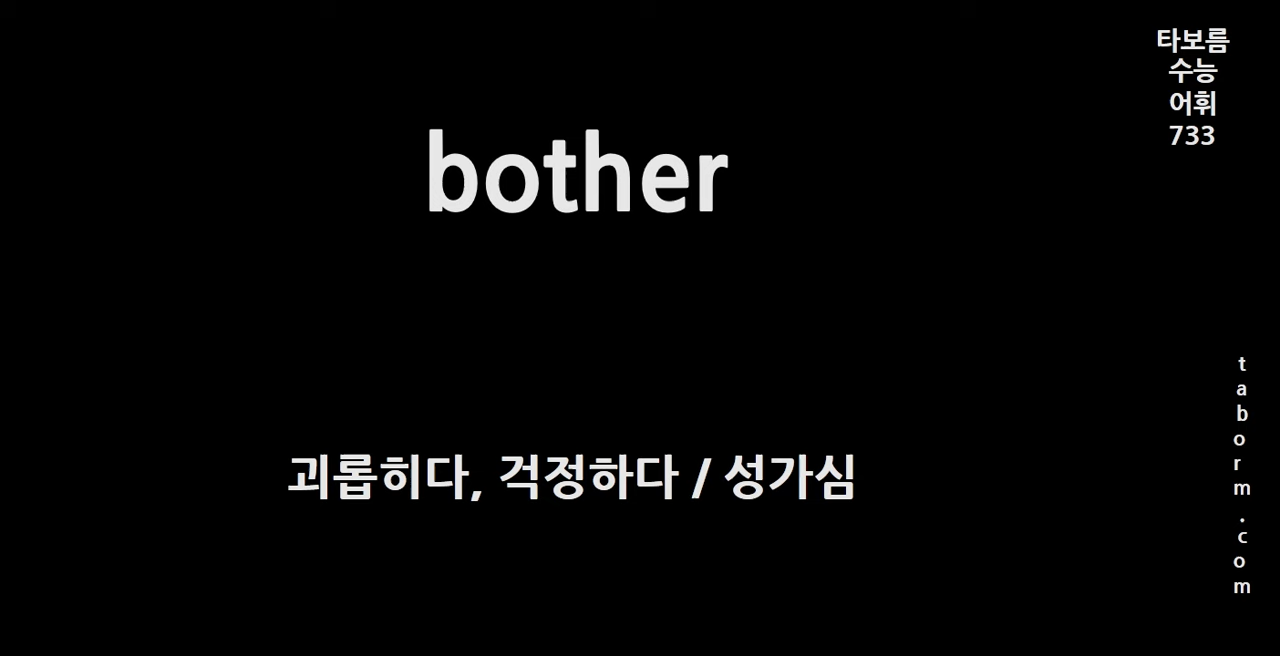 타보름
수능
어휘
733
bother
괴롭히다, 걱정하다 / 성가심
taborm.com